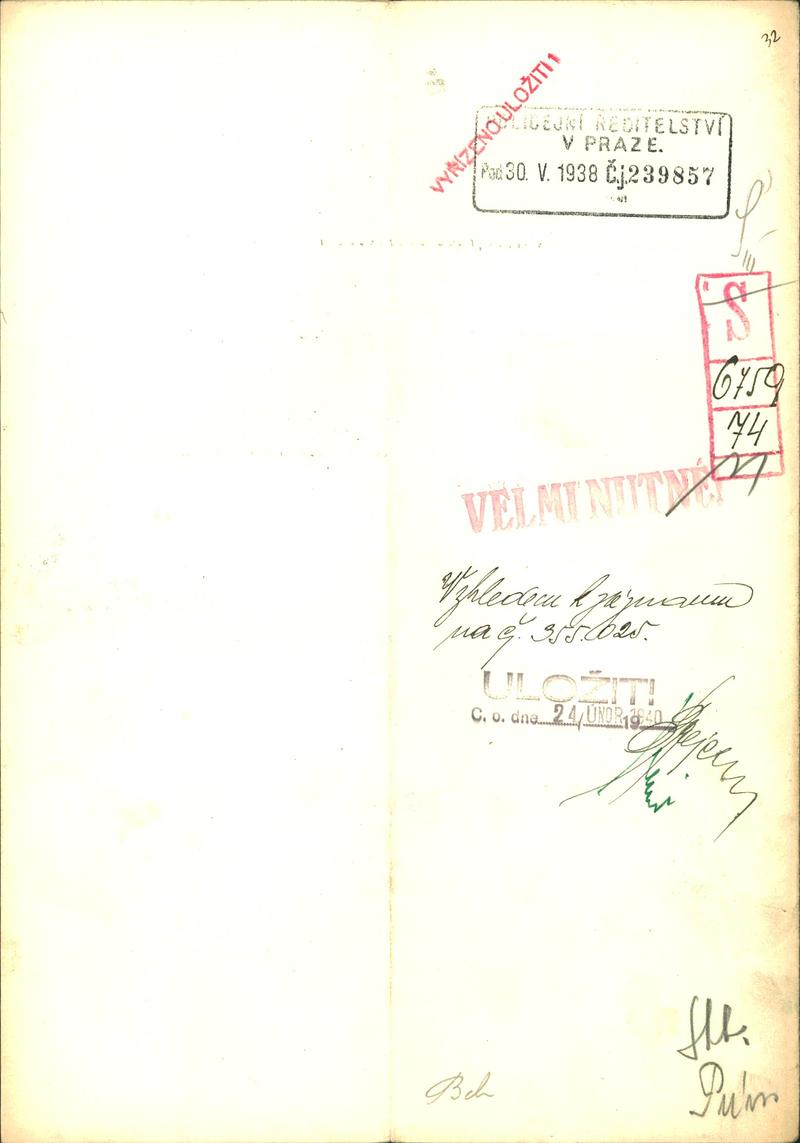 32
VYŘÍZENO ULOŽITI!
POLICEJNÍ ŘEDITELSTVÍ
V PRAZE.
Pod 30. V. 1938 Č.j. 239857
S
6759
74
VELMI NUTNÉ!
Vzhledem k záznamu
na čj. 355.025.
ULOŽITI!
C. o. dne 24. ÚNOR 1940